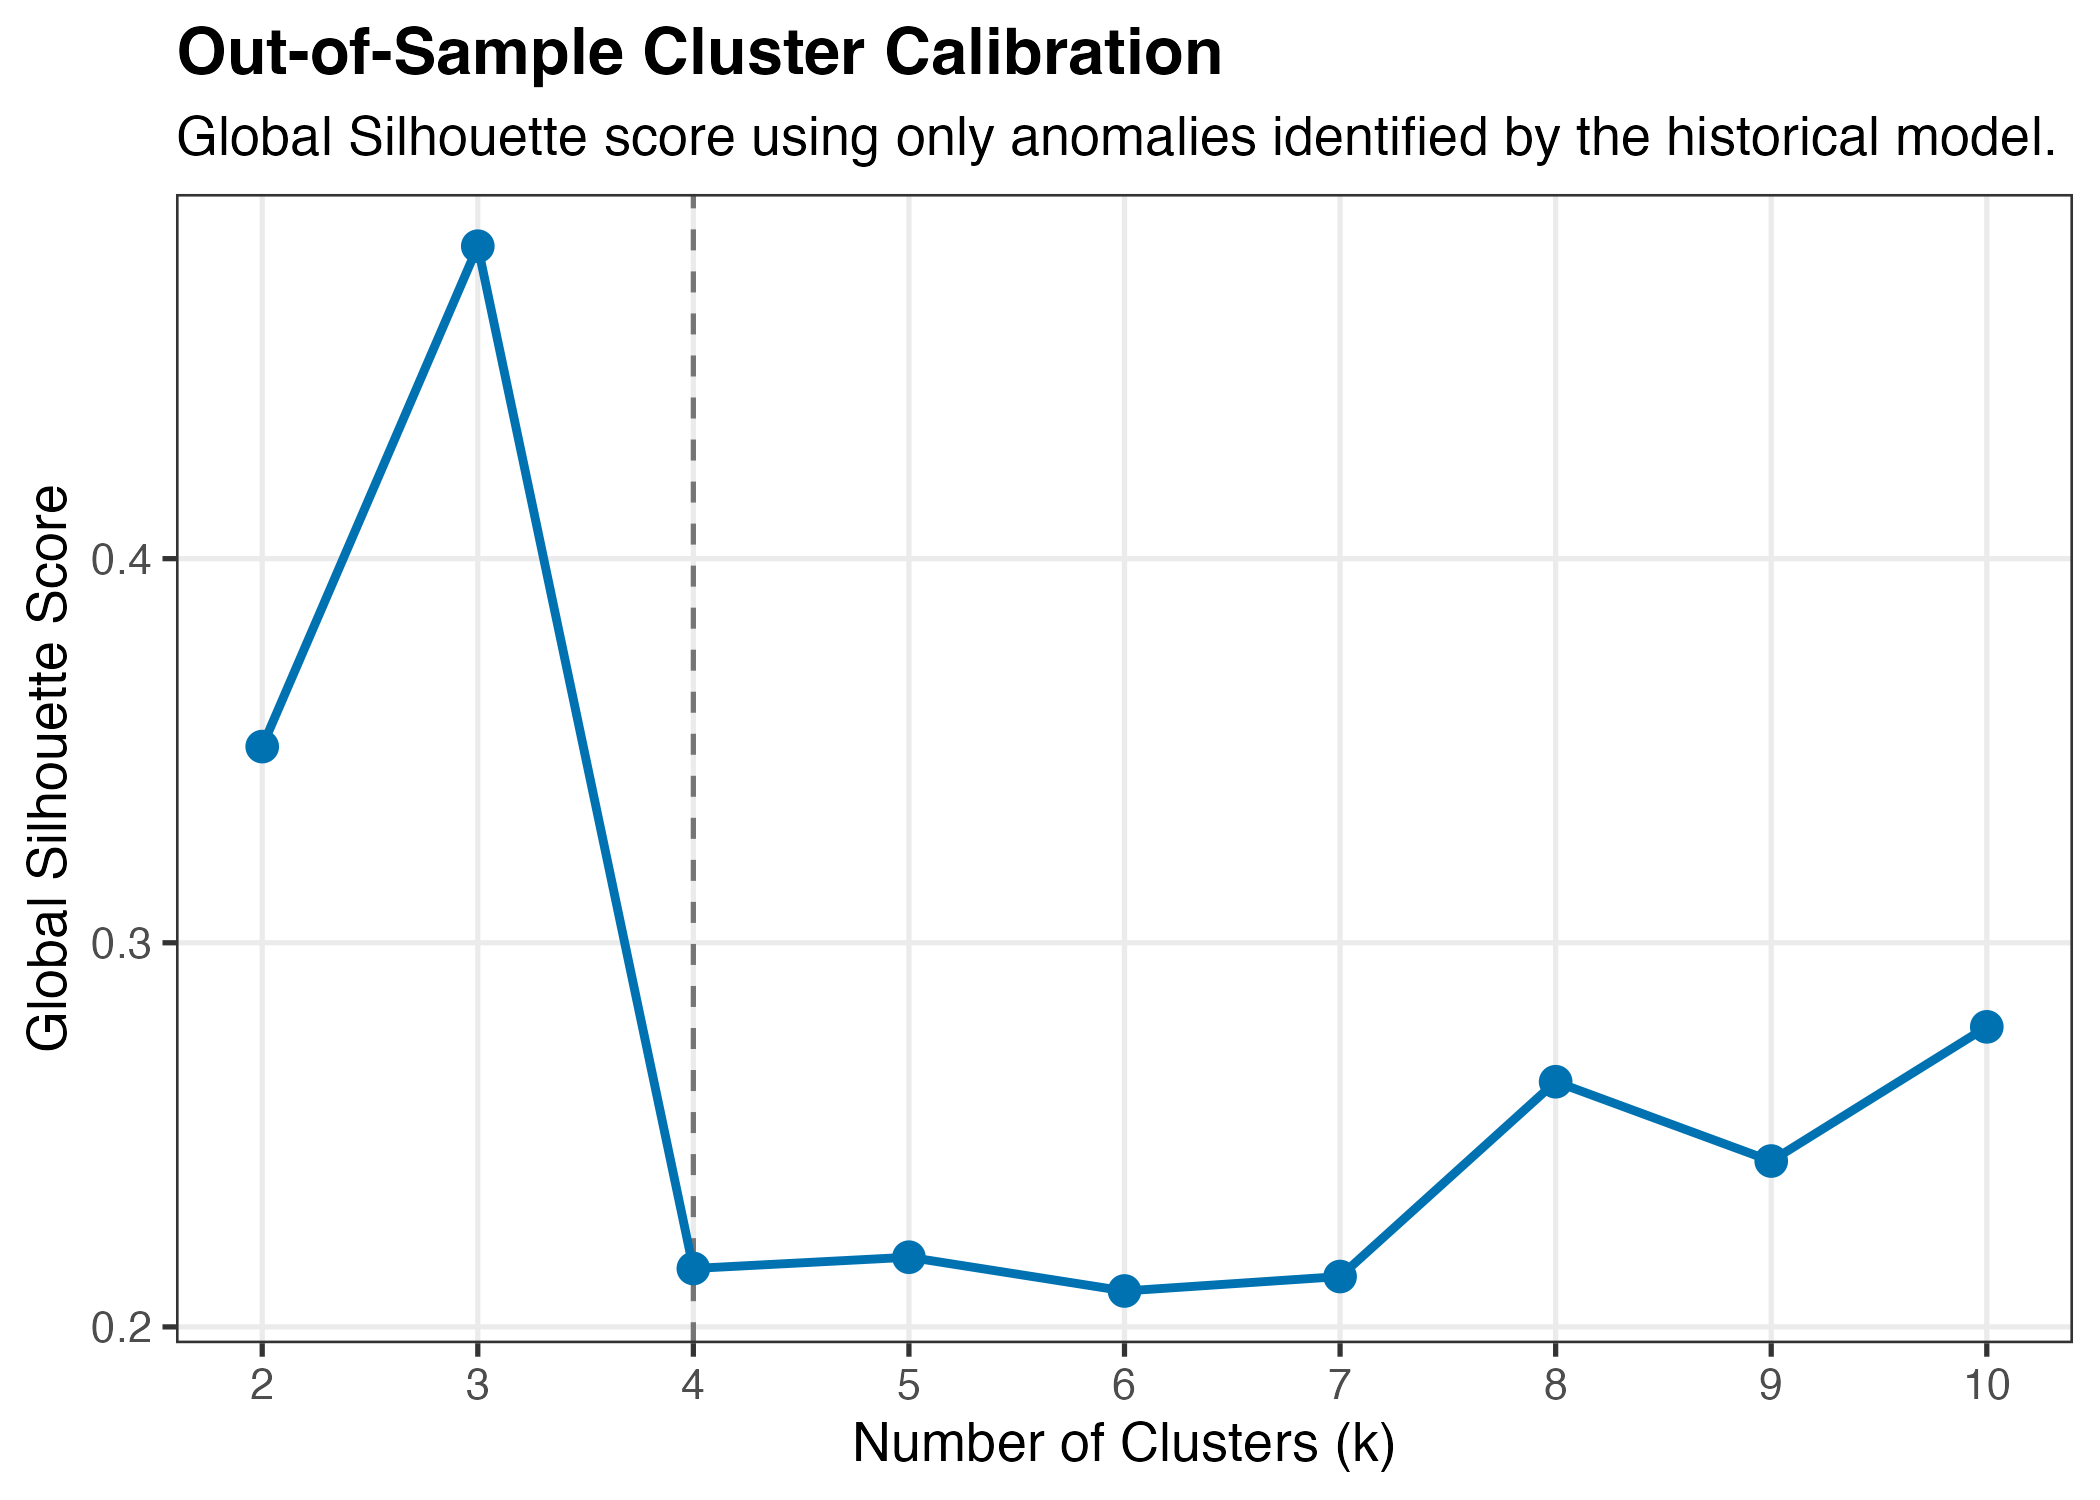 Out-of-Sample Cluster Calibration
Global Silhouette score using only anomalies identified by the historical model.
Global Silhouette Score
0.4
0.3
0.2
2 3 4 5 6 7 8 9 10
Number of Clusters (k)